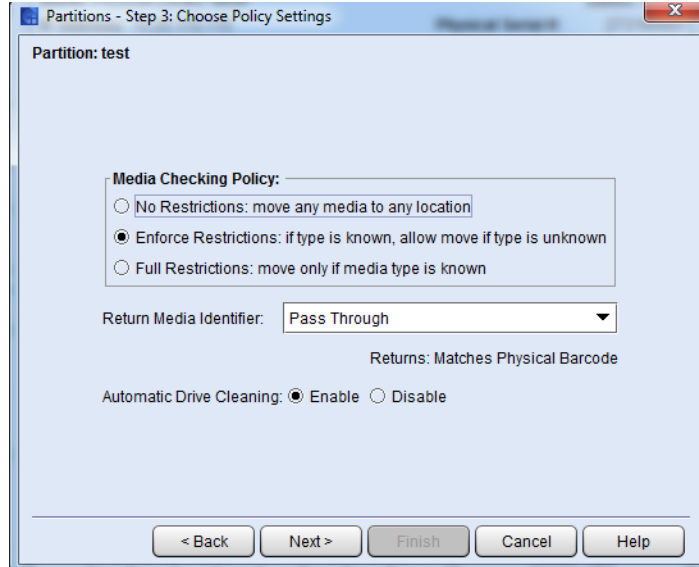 Partitions - Step 3: Choose Policy Settings
Partition: test
Media Checking Policy:
No Restrictions: move any media to any location
Enforce Restrictions: if type is known, allow move if type is unknown
Full Restrictions: move only if media type is known
Return Media Identifier: Pass Through
Returns: Matches Physical Barcode
Automatic Drive Cleaning: Enable Disable
< Back Next > Finish Cancel Help